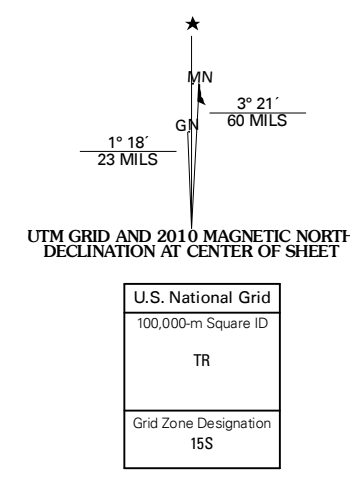 MN
3° 21´
60 MILS
GN
1° 18´
23 MILS
UTM GRID AND 2010 MAGNETIC NORTH
DECLINATION AT CENTER OF SHEET
U.S. National Grid
100,000-m Square ID
TR
Grid Zone Designation
15S